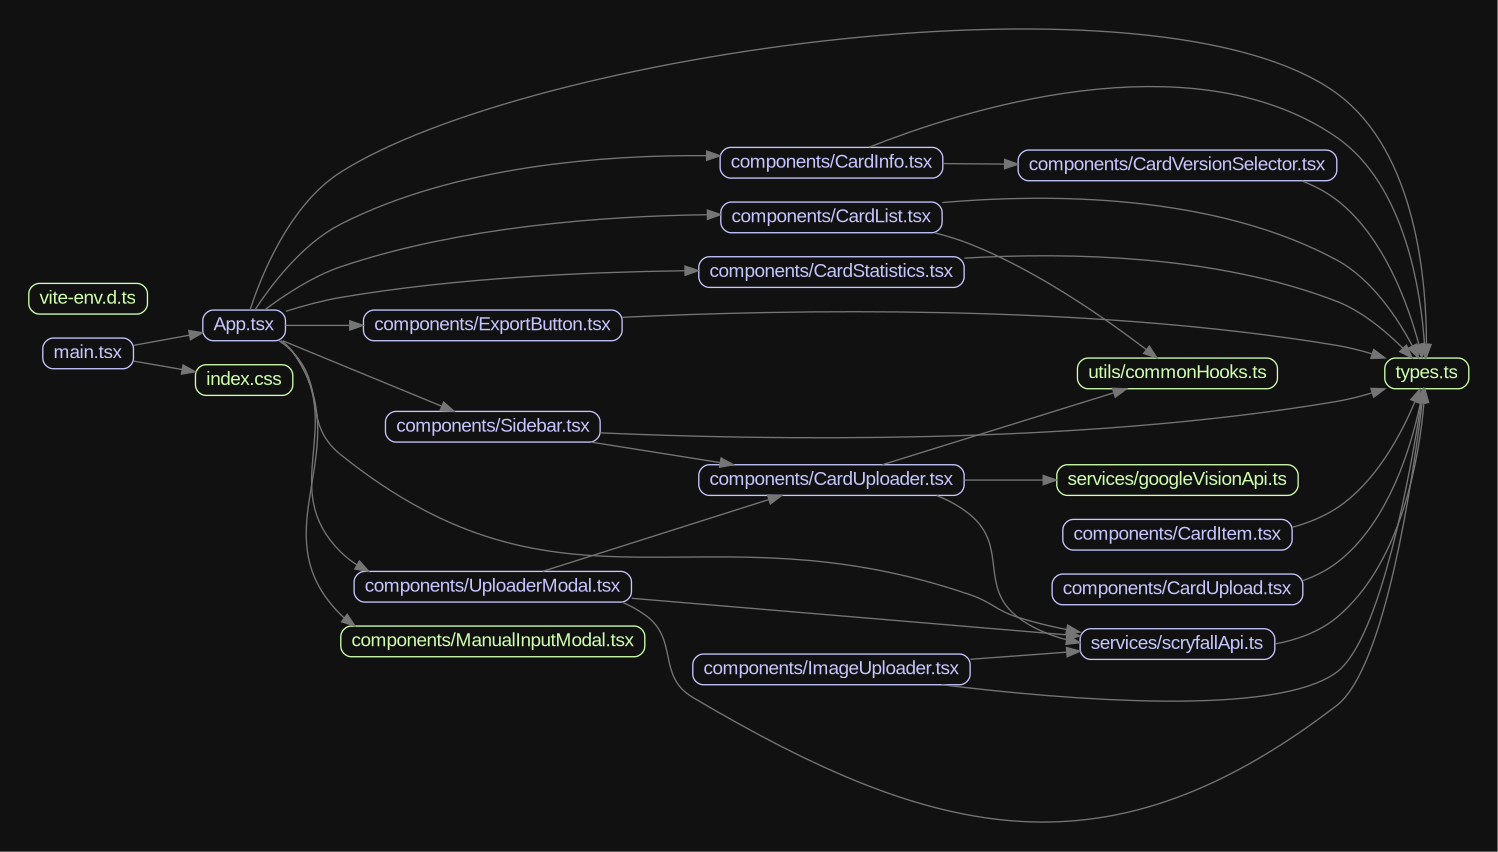 components/CardInfo.tsx
components/CardVersionSelector.tsx
components/CardList.tsx
components/CardStatistics.tsx
vite-env.d.ts
App.tsx
components/ExportButton.tsx
main.tsx
index.css
utils/commonHooks.ts
types.ts
components/Sidebar.tsx
components/CardUploader.tsx
services/googleVisionApi.ts
components/CardItem.tsx
components/UploaderModal.tsx
components/CardUpload.tsx
components/ManualInputModal.tsx
services/scryfallApi.ts
components/ImageUploader.tsx